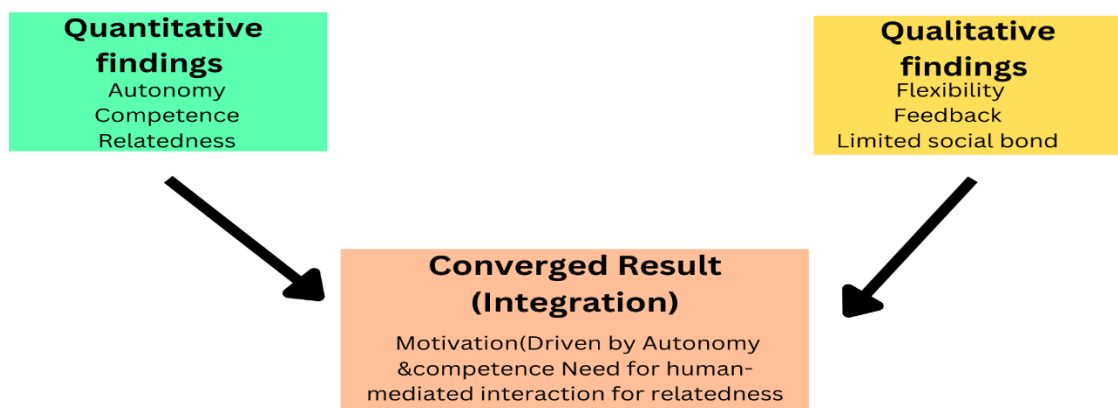 Quantitative
findings
Autonomy
Competence
Relatedness
Qualitative
findings
Flexibility
Feedback
Limited social bond
Converged Result
(Integration)
Motivation(Driven by Autonomy
&competence Need for human-
mediated interaction for relatedness